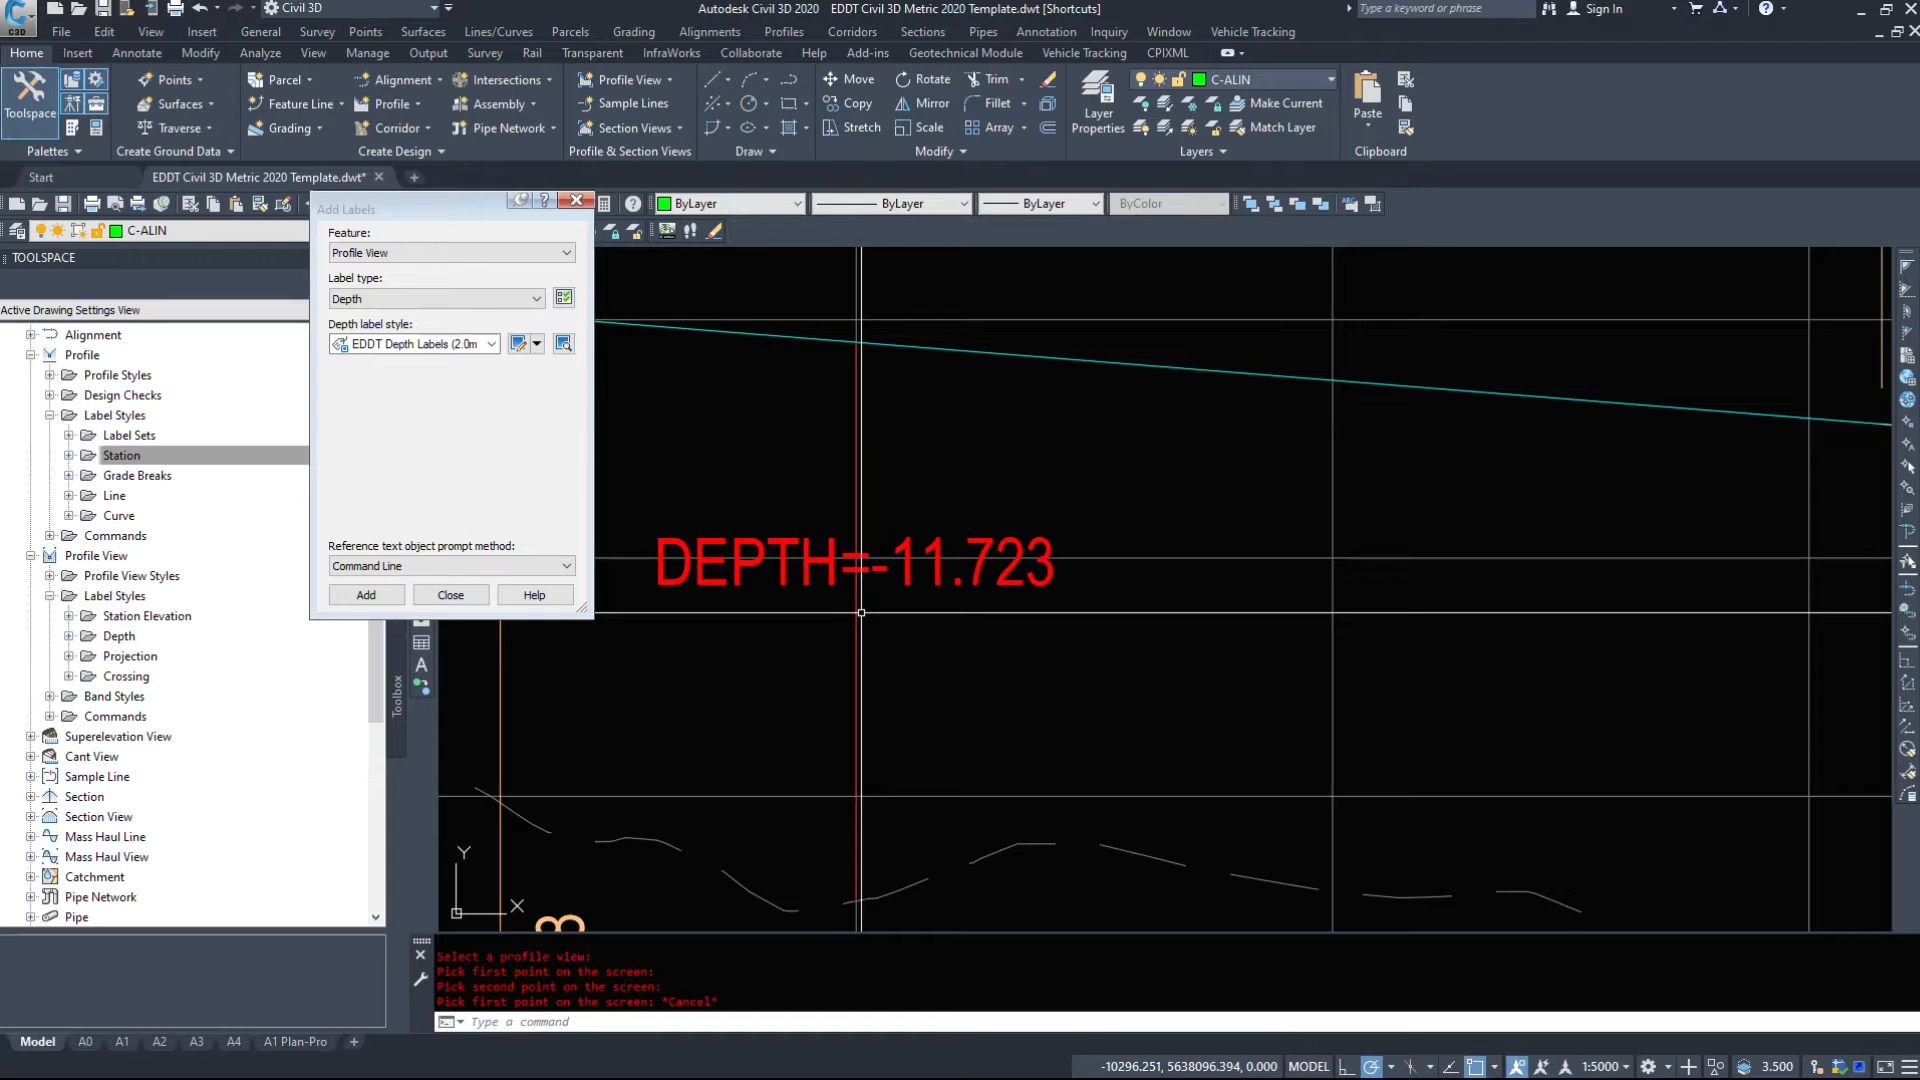 Civil 3D
Autodesk Civil 3D 2020 EDDT Civil 3D Metric 2020 Template.dwt [Shortcuts]
Type a keyword or phrase
Sign In
C3D
File Edit View Insert General Survey Points Surfaces Lines/Curves Parcels Grading Alignments Profiles Corridors Sections Pipes Annotation Inquiry Window Vehicle Tracking
Home Insert Annotate Modify Analyze View Manage Output Survey Rail Transparent InfraWorks Collaborate Help Add-ins Geotechnical Module Vehicle Tracking CPIXML
Points Parcel Alignment Intersections Profile View Move Rotate Trim C-ALIN
Toolspace Surfaces Feature Line Profile Assembly Sample Lines Copy Mirror Fillet Make Current
Layer Properties Paste
Traverse Grading Corridor Pipe Network Section Views Stretch Scale Array Match Layer
Palettes Create Ground Data Create Design Profile & Section Views Draw Modify Layers Clipboard
Start EDDT Civil 3D Metric 2020 Template.dwt*
ByLayer ByLayer ByLayer ByColor
C-ALIN
TOOLSPACE
Active Drawing Settings View
Alignment
Profile
Profile Styles
Design Checks
Label Styles
Label Sets
Station
Grade Breaks
Line
Curve
Commands
Profile View
Profile View Styles
Label Styles
Station Elevation
Depth
Projection
Crossing
Band Styles
Commands
Superelevation View
Cant View
Sample Line
Section
Section View
Mass Haul Line
Mass Haul View
Catchment
Pipe Network
Pipe
Toolbox
Add Labels
Feature:
Profile View
Label type:
Depth
Depth label style:
EDDT Depth Labels (2.0m
Reference text object prompt method:
Command Line
Add Close Help
DEPTH=-11.723
Y
X
8
Select a profile view:
Pick first point on the screen:
Pick second point on the screen:
Pick first point on the screen: *Cancel*
Type a command
Model A0 A1 A2 A3 A4 A1 Plan-Pro
-10296.251, 5638096.394, 0.000 MODEL 1:5000 3.500